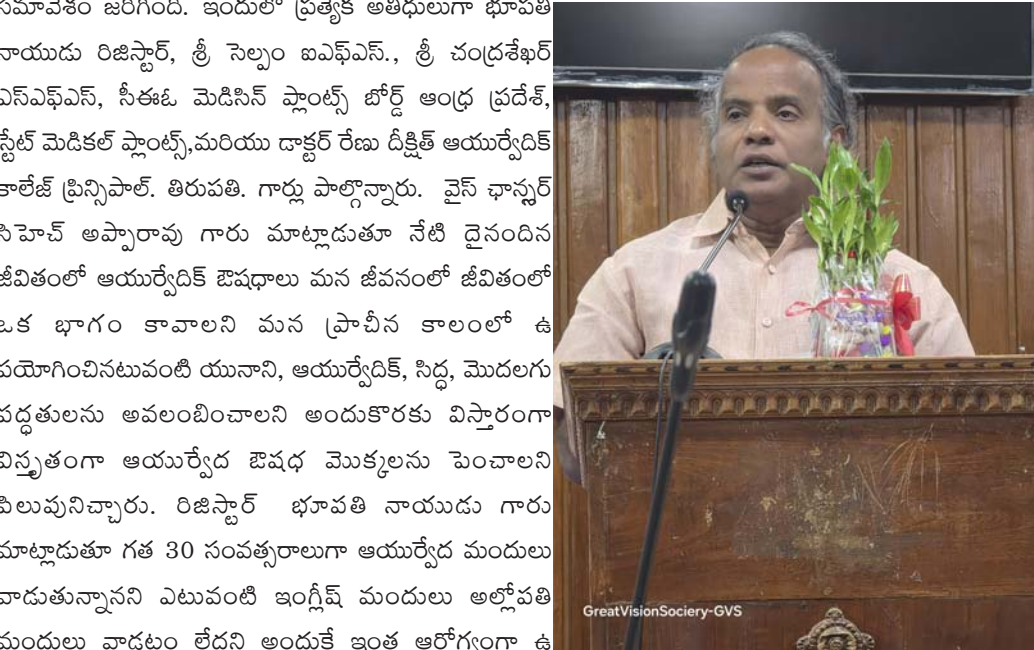 సమావేశం జరిగింది. ఇందులో ప్రత్యేక అతిథులుగా భూపతి
నాయుడు రిజిస్టార్, శ్రీ సెల్వం ఐఎఫ్ఎస్., శ్రీ చంద్రశేఖర్
ఎస్ఎఫ్ఎస్, సీఈఓ మెడిసిన్ ప్లాంట్స్ బోర్డ్ ఆంధ్ర ప్రదేశ్,
స్టేట్ మెడికల్ ప్లాంట్స్,మరియు డాక్టర్ రేణు దీక్షిత్ ఆయుర్వేదిక్
కాలేజ్ ప్రిన్సిపాల్. తిరుపతి. గార్లు పాల్గొన్నారు. వైస్ ఛాన్స్లర్
సిహెచ్ అప్పారావు గారు మాట్లాడుతూ నేటి దైనందిన
జీవితంలో ఆయుర్వేదిక్ ఔషధాలు మన జీవనంలో జీవితంలో
ఒక భాగం కావాలని మన ప్రాచీన కాలంలో ఉ
పయోగించినటువంటి యునాని, ఆయుర్వేదిక్, సిద్ధ, మొదలగు
పద్ధతులను అవలంబించాలని అందుకొరకు విస్తారంగా
విస్తృతంగా ఆయుర్వేద ఔషధ మొక్కలను పెంచాలని
పిలువునిచ్చారు. రిజిస్టార్ భూపతి నాయుడు గారు
మాట్లాడుతూ గత 30 సంవత్సరాలుగా ఆయుర్వేద మందులు
వాడుతున్నానని ఎటువంటి ఇంగ్లీష్ మందులు అల్లోపతి
మందులు వాడటం లేదని అందుకే ఇంత ఆరోగ్యంగా ఉ
GreatVisionSociery-GVS